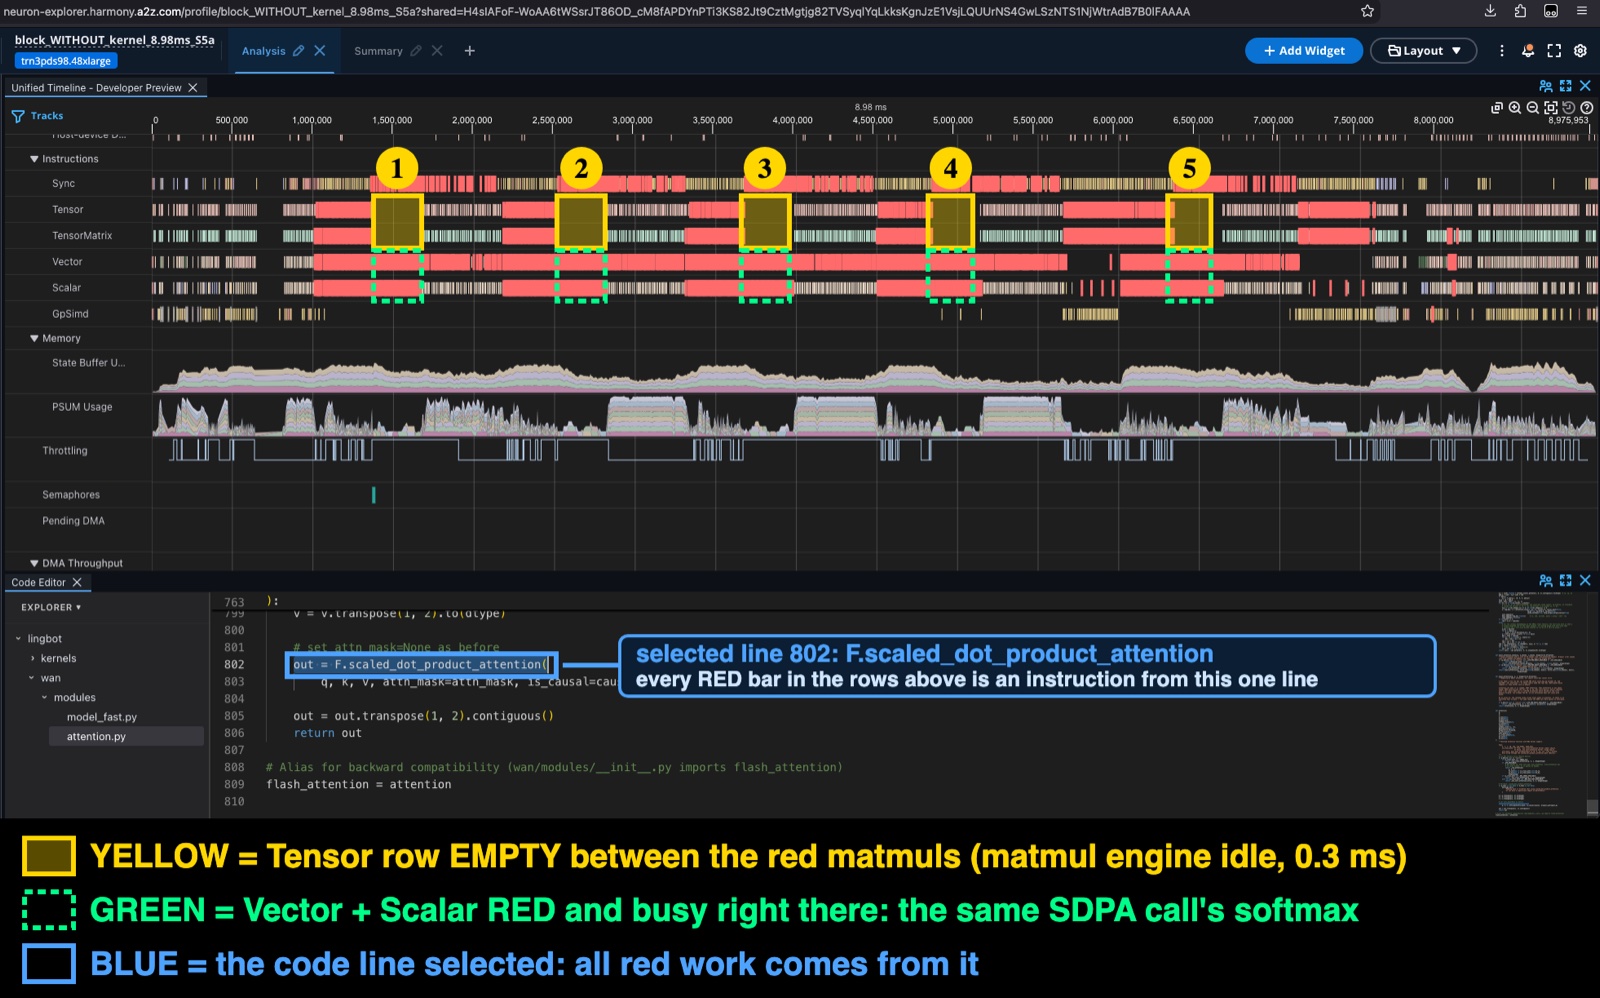 neuron-explorer.harmony.a2z.com/profile/block_WITHOUT_kernel_8.98ms_S5a?shared=H4sIAFoF-WoAA6tWSsrJT86OD_cM8fAPDYnPTi3KS82Jt9CztMgtjg82TVSyqlYqLkksKgnJzE1VsjLQUUrNS4GwLSzNTS1NjWtrAdB7B0IFAAAA
block_WITHOUT_kernel_8.98ms_S5a
trn3pds98.48xlarge
Analysis
Summary
+ Add Widget
Layout
Unified Timeline - Developer Preview
Tracks
8.98 ms
0 500,000 1,000,000 1,500,000 2,000,000 2,500,000 3,000,000 3,500,000 4,000,000 4,500,000 5,000,000 5,500,000 6,000,000 6,500,000 7,000,000 7,500,000 8,000,000 8,975,953
Host-device D...
Instructions
1 2 3 4 5
Sync
Tensor
TensorMatrix
Vector
Scalar
GpSimd
Memory
State Buffer U...
PSUM Usage
Throttling
Semaphores
Pending DMA
DMA Throughput
Code Editor
EXPLORER
lingbot
kernels
wan
modules
model_fast.py
attention.py
763 ):
799 v = v.transpose(1, 2).to(dtype)
800
801 # set attn_mask=None as before
802 out = F.scaled_dot_product_attention(
803 q, k, v, attn_mask=attn_mask, is_causal=cau
804
805 out = out.transpose(1, 2).contiguous()
806 return out
807
808 # Alias for backward compatibility (wan/modules/__init__.py imports flash_attention)
809 flash_attention = attention
810
selected line 802: F.scaled_dot_product_attention
every RED bar in the rows above is an instruction from this one line
YELLOW = Tensor row EMPTY between the red matmuls (matmul engine idle, 0.3 ms)
GREEN = Vector + Scalar RED and busy right there: the same SDPA call's softmax
BLUE = the code line selected: all red work comes from it